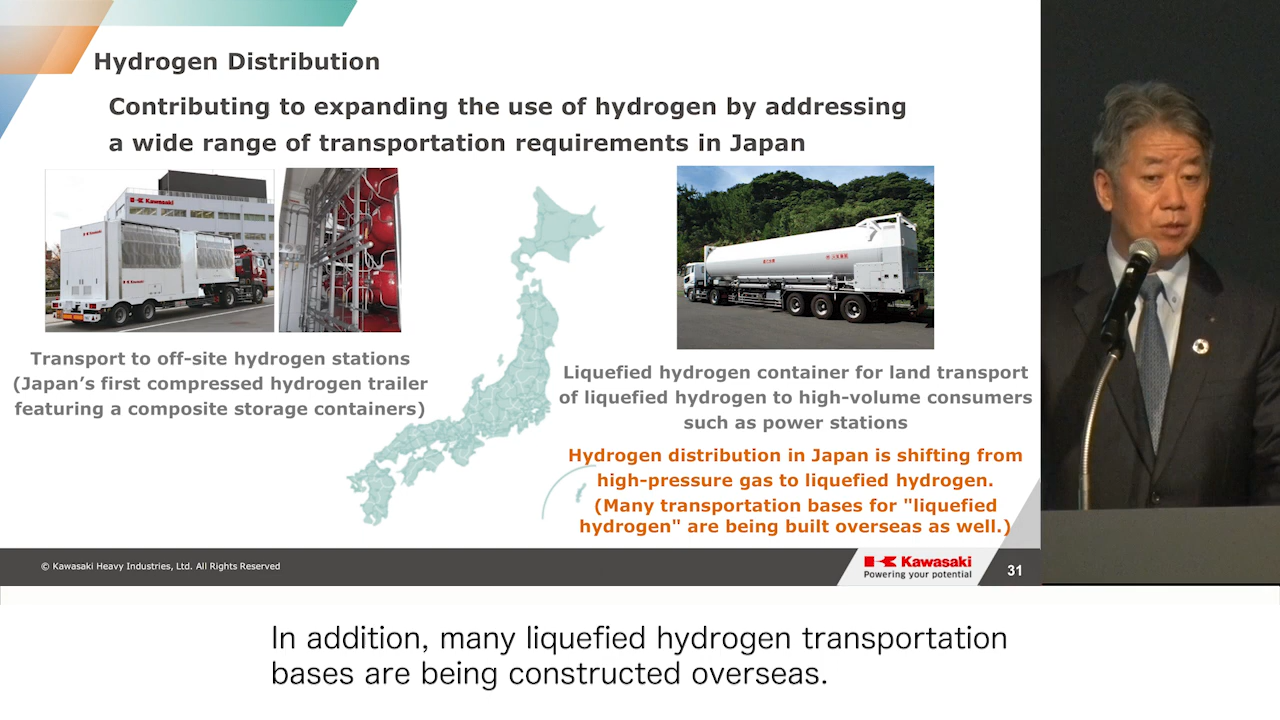 Hydrogen Distribution
Contributing to expanding the use of hydrogen by addressing
a wide range of transportation requirements in Japan
Kawasaki
Kawasaki
Kawasaki
Transport to off-site hydrogen stations
(Japan’s first compressed hydrogen trailer
featuring a composite storage containers)
Liquefied hydrogen container for land transport
of liquefied hydrogen to high-volume consumers
such as power stations
Hydrogen distribution in Japan is shifting from
high-pressure gas to liquefied hydrogen.
(Many transportation bases for "liquefied
hydrogen" are being built overseas as well.)
© Kawasaki Heavy Industries, Ltd. All Rights Reserved
Kawasaki
Powering your potential
31
In addition, many liquefied hydrogen transportation
bases are being constructed overseas.